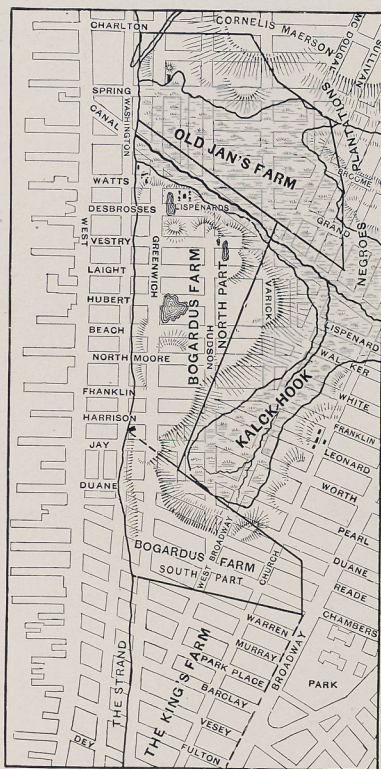 CHARLTON
CORNELIS MAERSON
MC DOUGAL
SULLIVAN
PLANTATIONS
SPRING
CANAL
WASHINGTON
OLD JAN'S FARM
BROOME
WATTS
GRAND
DESBROSSES
LISPENARDS
NEGROES
WEST
VESTRY
GREENWICH
BOGARDUS FARM
NORTH PART
LAIGHT
VARICK
HUBERT
LISPENARD
BEACH
HUDSON
WALKER
NORTH MOORE
WHITE
KALCK HOOK
FRANKLIN
FRANKLIN
HARRISON
LEONARD
JAY
WORTH
DUANE
PEARL
BOGARDUS FARM
SOUTH PART
WEST BROADWAY
CHURCH
DUANE
READE
CHAMBERS
WARREN
MURRAY
BROADWAY
PARK PLACE
PARK
BARCLAY
THE STRAND
THE KING'S FARM
VESEY
DEY
FULTON